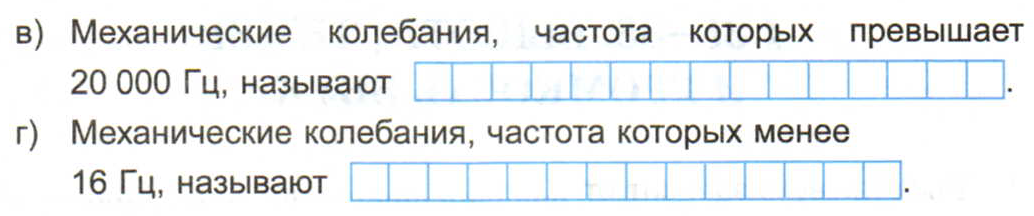 в) Механические колебания, частота которых превышает
20 000 Гц, называют .
г) Механические колебания, частота которых менее
16 Гц, называют .